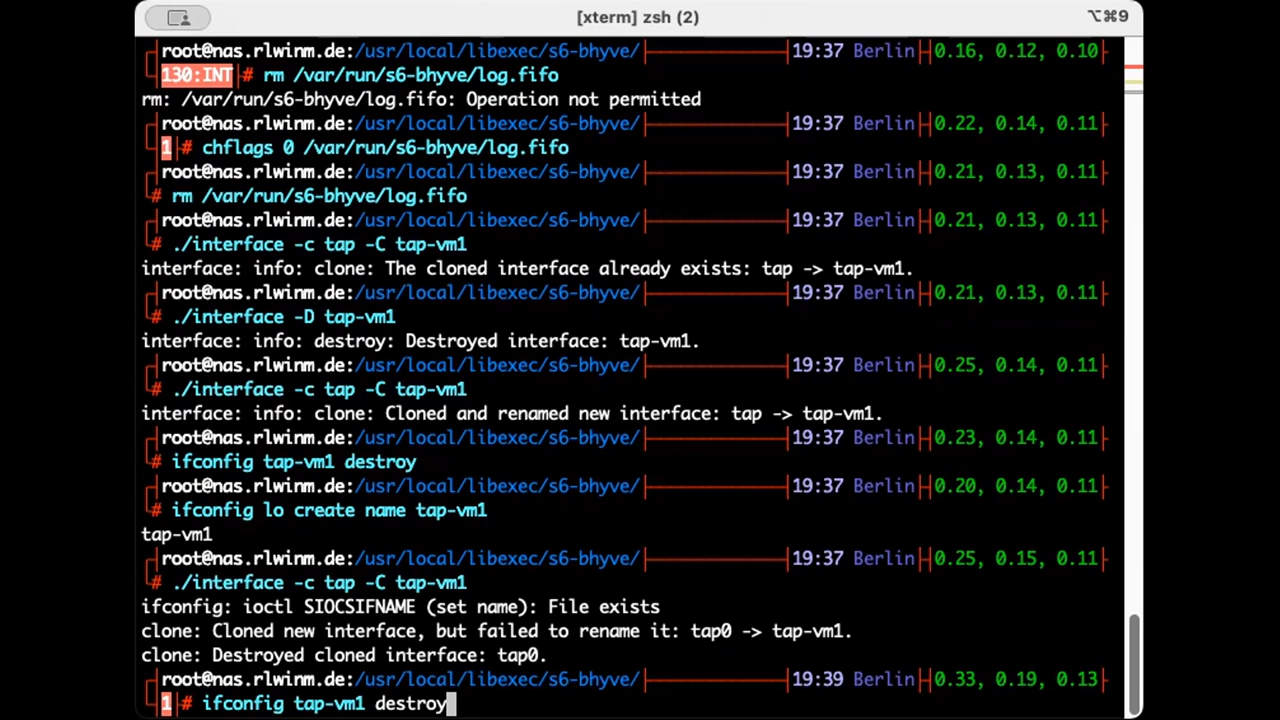 [xterm] zsh (2) ⌥⌘9
root@nas.rlwinm.de:/usr/local/libexec/s6-bhyve/ 19:37 Berlin 0.16, 0.12, 0.10
130:INT # rm /var/run/s6-bhyve/log.fifo
rm: /var/run/s6-bhyve/log.fifo: Operation not permitted
root@nas.rlwinm.de:/usr/local/libexec/s6-bhyve/ 19:37 Berlin 0.22, 0.14, 0.11
1 # chflags 0 /var/run/s6-bhyve/log.fifo
root@nas.rlwinm.de:/usr/local/libexec/s6-bhyve/ 19:37 Berlin 0.21, 0.13, 0.11
# rm /var/run/s6-bhyve/log.fifo
root@nas.rlwinm.de:/usr/local/libexec/s6-bhyve/ 19:37 Berlin 0.21, 0.13, 0.11
# ./interface -c tap -C tap-vm1
interface: info: clone: The cloned interface already exists: tap -> tap-vm1.
root@nas.rlwinm.de:/usr/local/libexec/s6-bhyve/ 19:37 Berlin 0.21, 0.13, 0.11
# ./interface -D tap-vm1
interface: info: destroy: Destroyed interface: tap-vm1.
root@nas.rlwinm.de:/usr/local/libexec/s6-bhyve/ 19:37 Berlin 0.25, 0.14, 0.11
# ./interface -c tap -C tap-vm1
interface: info: clone: Cloned and renamed new interface: tap -> tap-vm1.
root@nas.rlwinm.de:/usr/local/libexec/s6-bhyve/ 19:37 Berlin 0.23, 0.14, 0.11
# ifconfig tap-vm1 destroy
root@nas.rlwinm.de:/usr/local/libexec/s6-bhyve/ 19:37 Berlin 0.20, 0.14, 0.11
# ifconfig lo create name tap-vm1
tap-vm1
root@nas.rlwinm.de:/usr/local/libexec/s6-bhyve/ 19:37 Berlin 0.25, 0.15, 0.11
# ./interface -c tap -C tap-vm1
ifconfig: ioctl SIOCSIFNAME (set name): File exists
clone: Cloned new interface, but failed to rename it: tap0 -> tap-vm1.
clone: Destroyed cloned interface: tap0.
root@nas.rlwinm.de:/usr/local/libexec/s6-bhyve/ 19:39 Berlin 0.33, 0.19, 0.13
1 # ifconfig tap-vm1 destroy